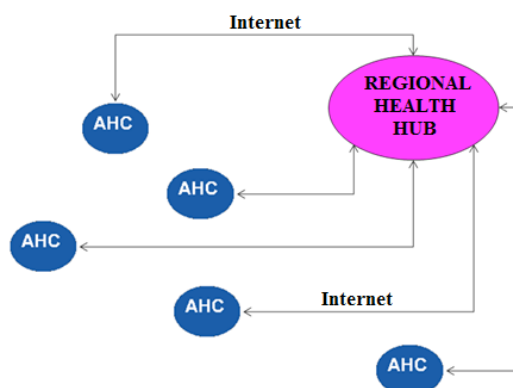 Internet
REGIONAL
HEALTH
HUB
AHC
AHC
AHC
Internet
AHC
AHC